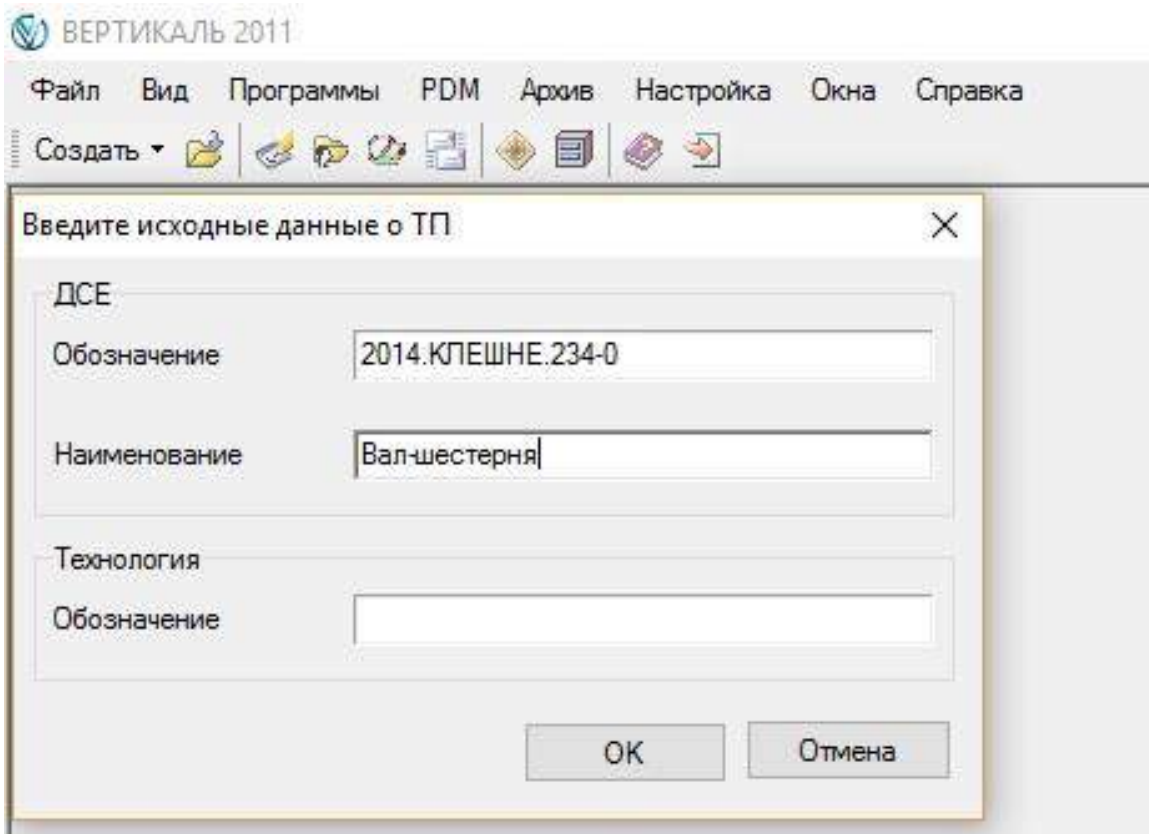 ВЕРТИКАЛЬ 2011
Файл Вид Программы PDM Архив Настройка Окна Справка
Создать
Введите исходные данные о ТП
ДСЕ
Обозначение 2014.КЛЕШНЕ.234-0
Наименование Вал-шестерня
Технология
Обозначение
OK Отмена